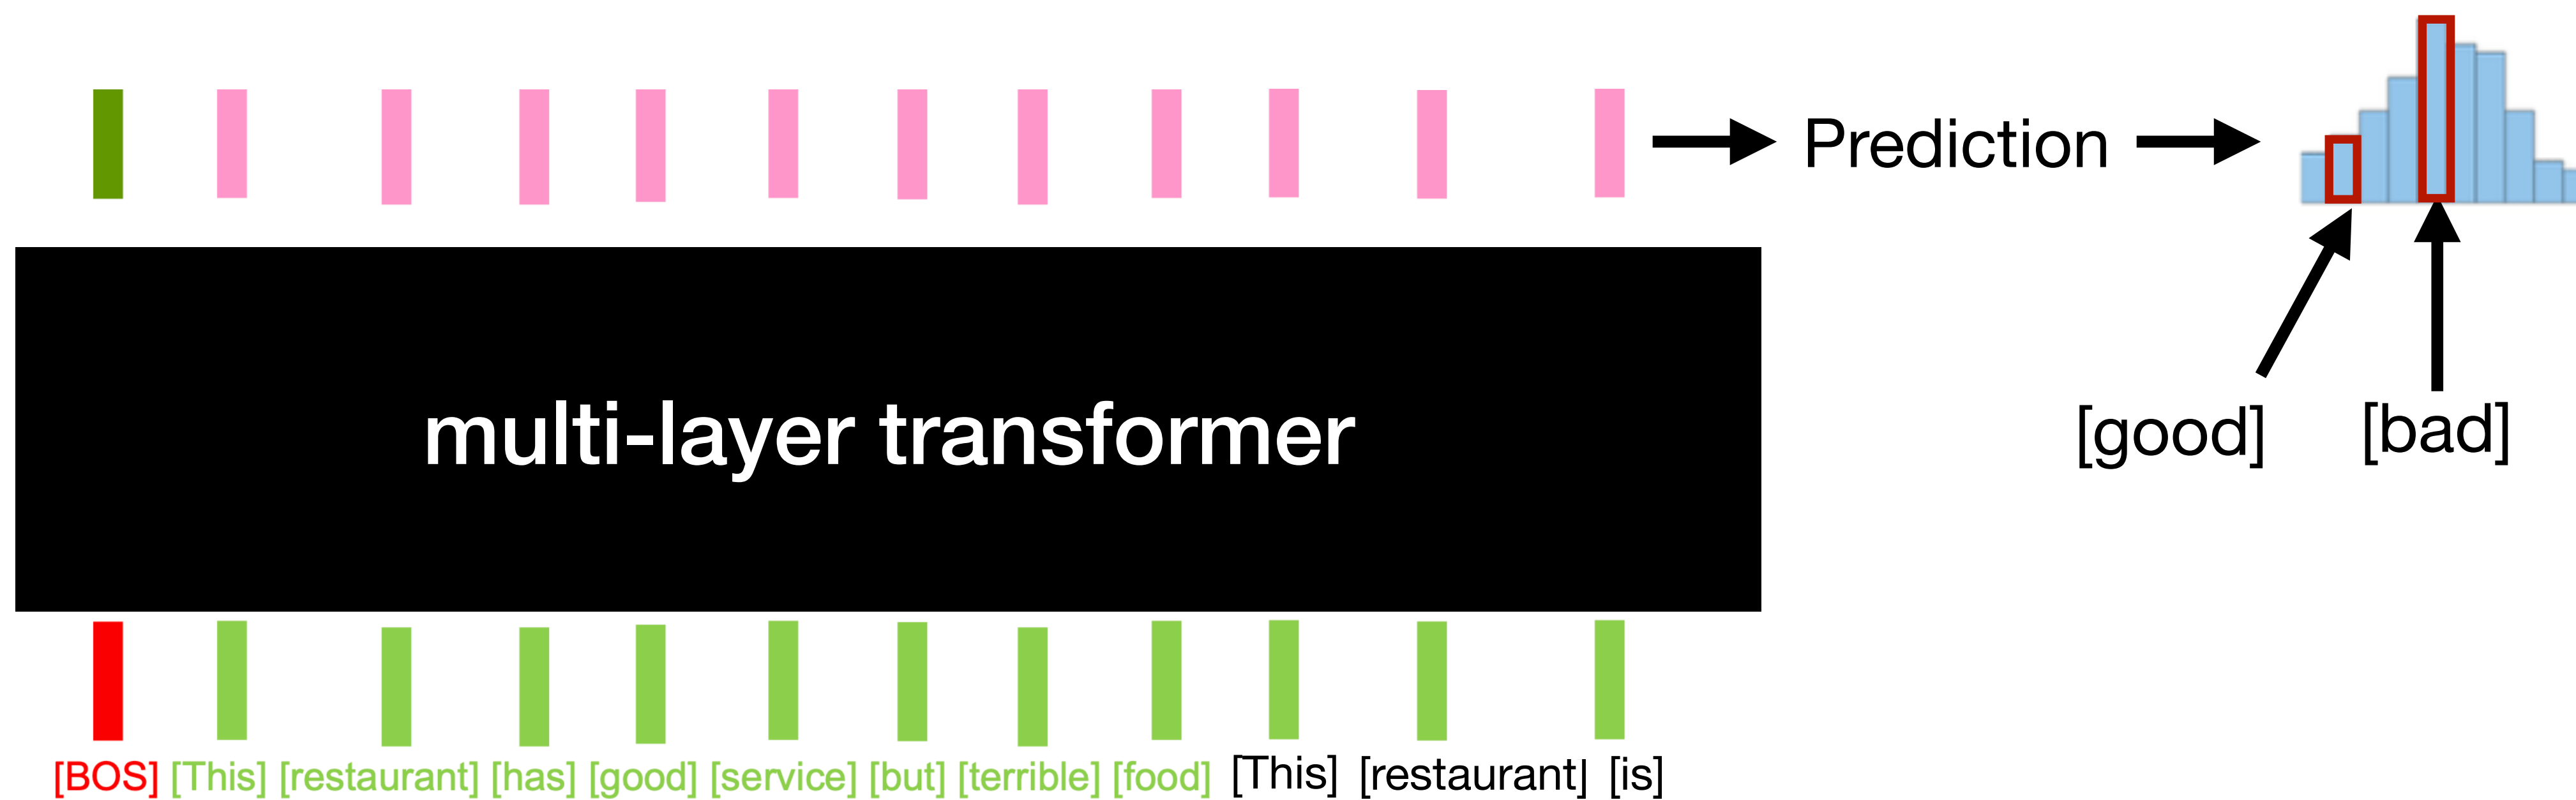 Prediction
multi-layer transformer
[good] [bad]
[BOS] [This] [restaurant] [has] [good] [service] [but] [terrible] [food] [This] [restaurant] [is]